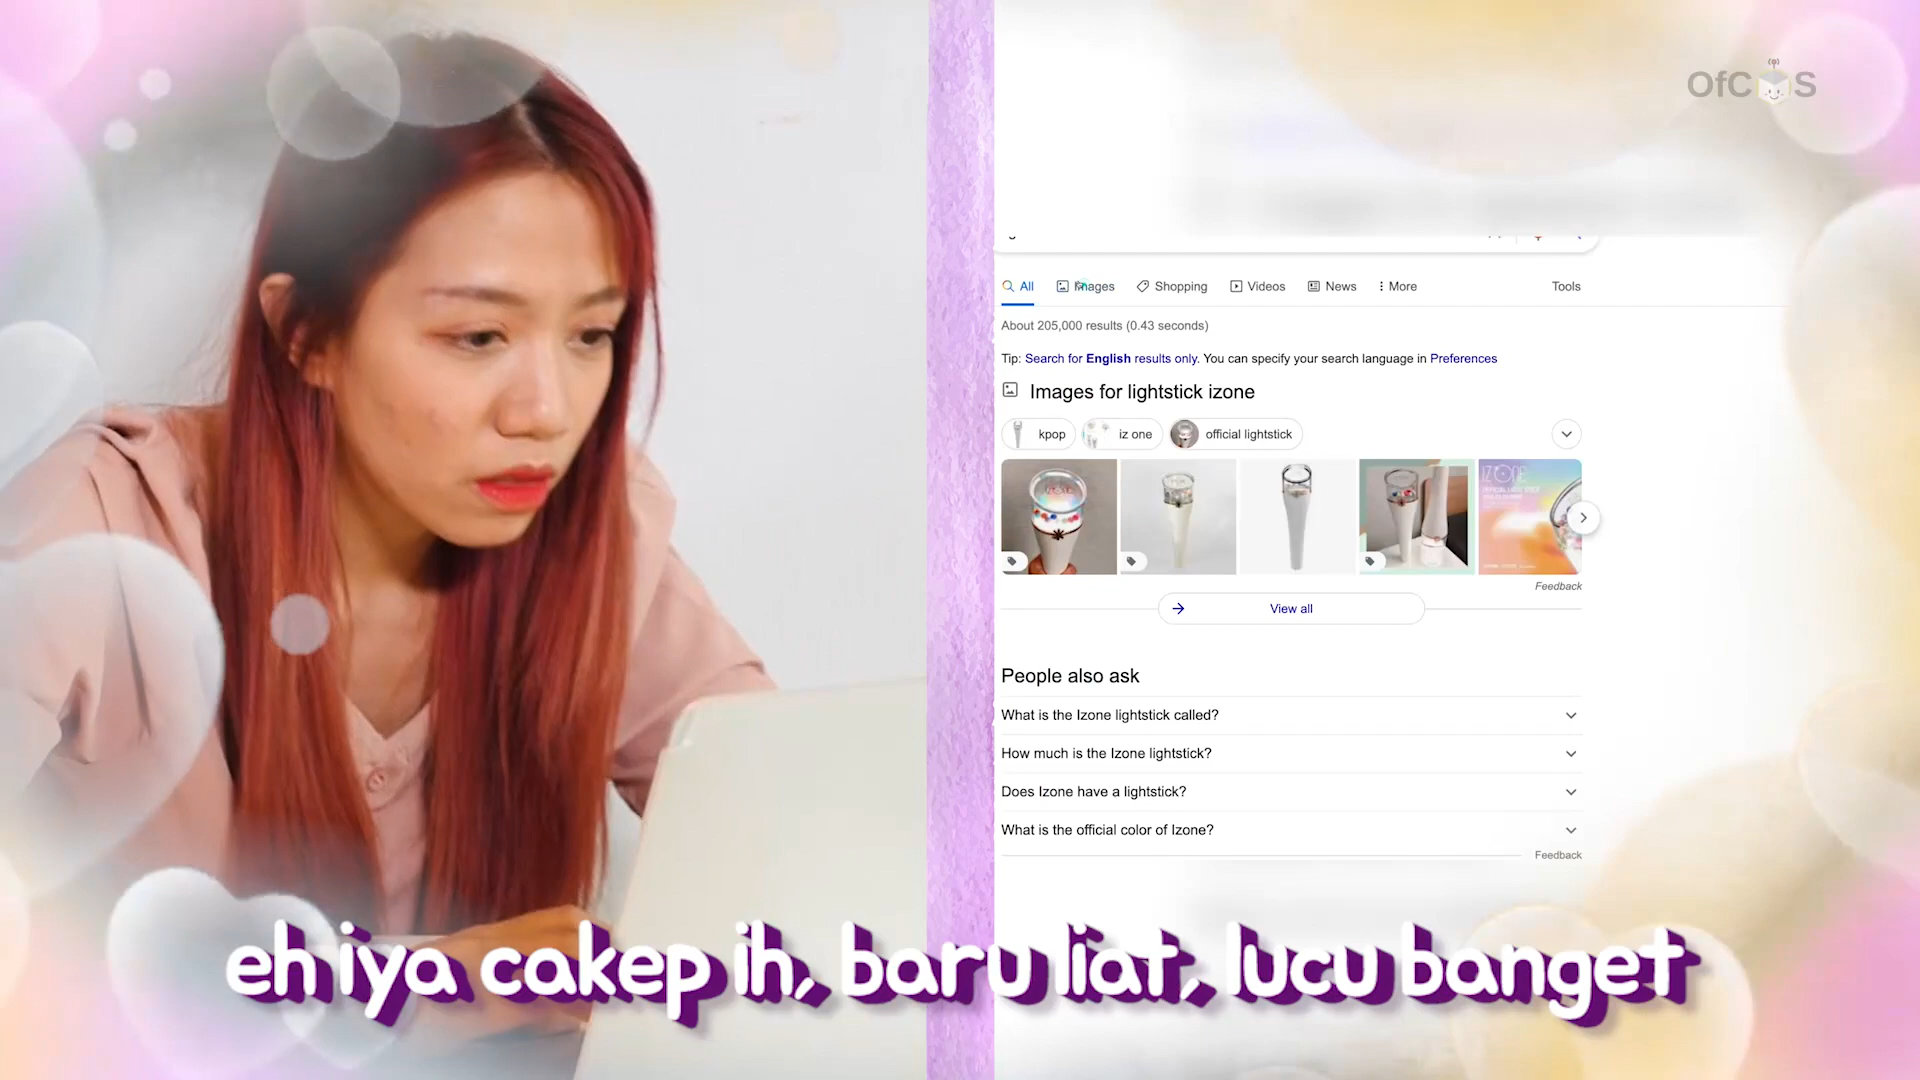 OfC S
All Images Shopping Videos News More Tools
About 205,000 results (0.43 seconds)
Tip: Search for English results only. You can specify your search language in Preferences
Images for lightstick izone
kpop iz one official lightstick
IZ*ONE
Feedback
View all
People also ask
What is the Izone lightstick called?
How much is the Izone lightstick?
Does Izone have a lightstick?
What is the official color of Izone?
Feedback
eh iya cakep ih, baru liat, lucu banget